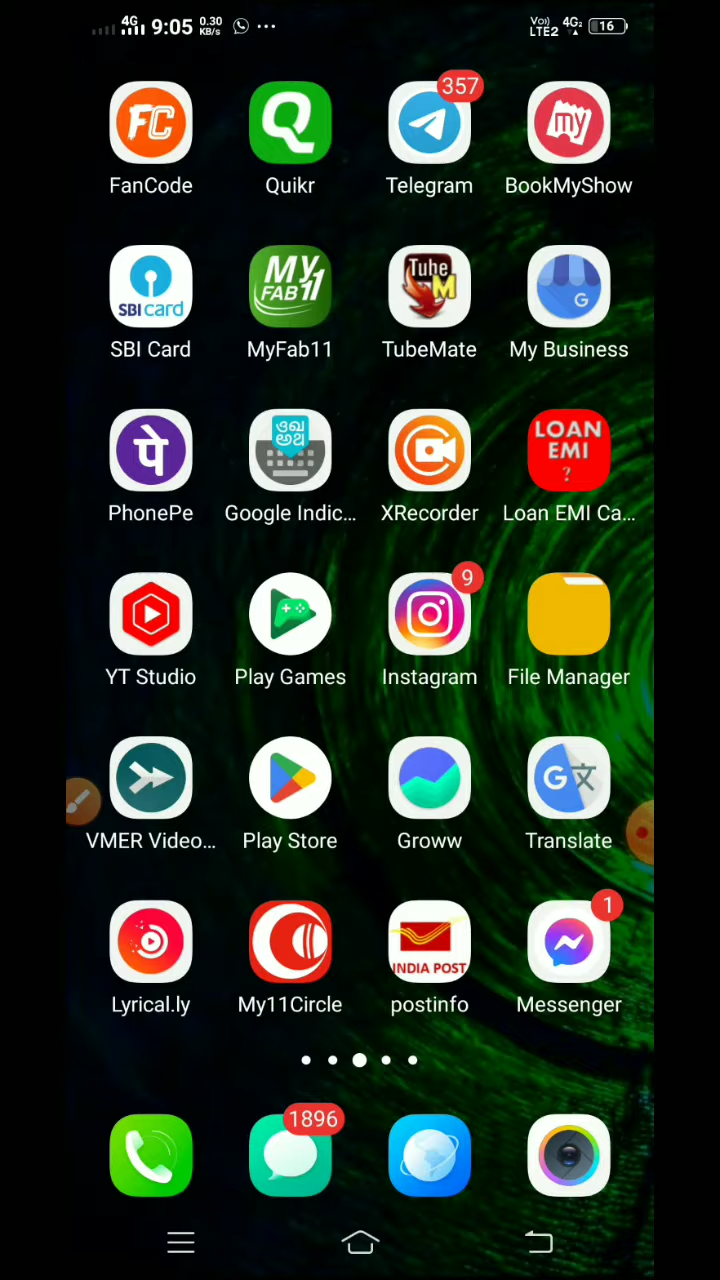 4G 9:05 0.30 KB/s Vo) LTE2 4G2 16
FC Q 357 my
FanCode Quikr Telegram BookMyShow
SBI card MY FAB 11 Tube M G
SBI Card MyFab11 TubeMate My Business
पे LOAN EMI ?
PhonePe Google Indic... XRecorder Loan EMI Ca...
9
YT Studio Play Games Instagram File Manager
G 文
VMER Video... Play Store Groww Translate
INDIA POST 1
Lyrical.ly My11Circle postinfo Messenger
1896